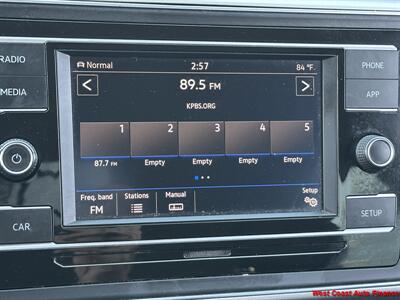 RADIO
MEDIA
CAR
Normal
2:57
84 °F
89.5 FM
KPBS.ORG
1 2 3 4 5
87.7 FM Empty Empty Empty Empty
Freq. band
FM
Stations
Manual
Setup
PHONE
APP
SETUP
West Coast Auto Finance